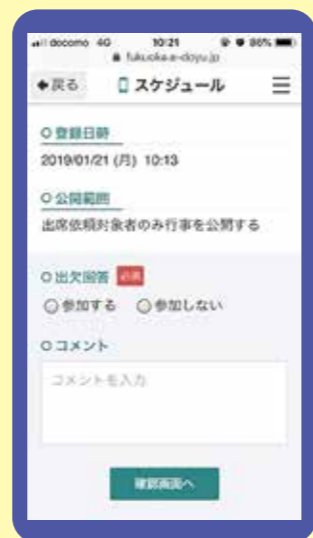 docomo 4G 10:21 86%
fukuoka.e-doyu.jp
戻る スケジュール
登録日時
2019/01/21 (月) 10:13
公開範囲
出席依頼対象者のみ行事を公開する
出欠回答 必須
参加する 参加しない
コメント
コメントを入力
確認画面へ